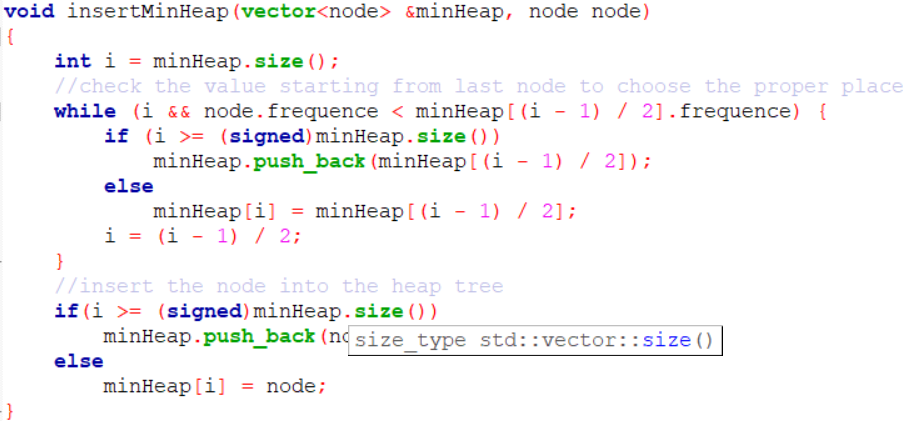 void insertMinHeap(vector<node> &minHeap, node node)
{
    int i = minHeap.size();
    //check the value starting from last node to choose the proper place
    while (i && node.frequence < minHeap[(i - 1) / 2].frequence) {
        if (i >= (signed)minHeap.size())
            minHeap.push_back(minHeap[(i - 1) / 2]);
        else
            minHeap[i] = minHeap[(i - 1) / 2];
        i = (i - 1) / 2;
    }
    //insert the node into the heap tree
    if(i >= (signed)minHeap.size())
        minHeap.push_back(
size_type std::vector::size()
    else
        minHeap[i] = node;
}